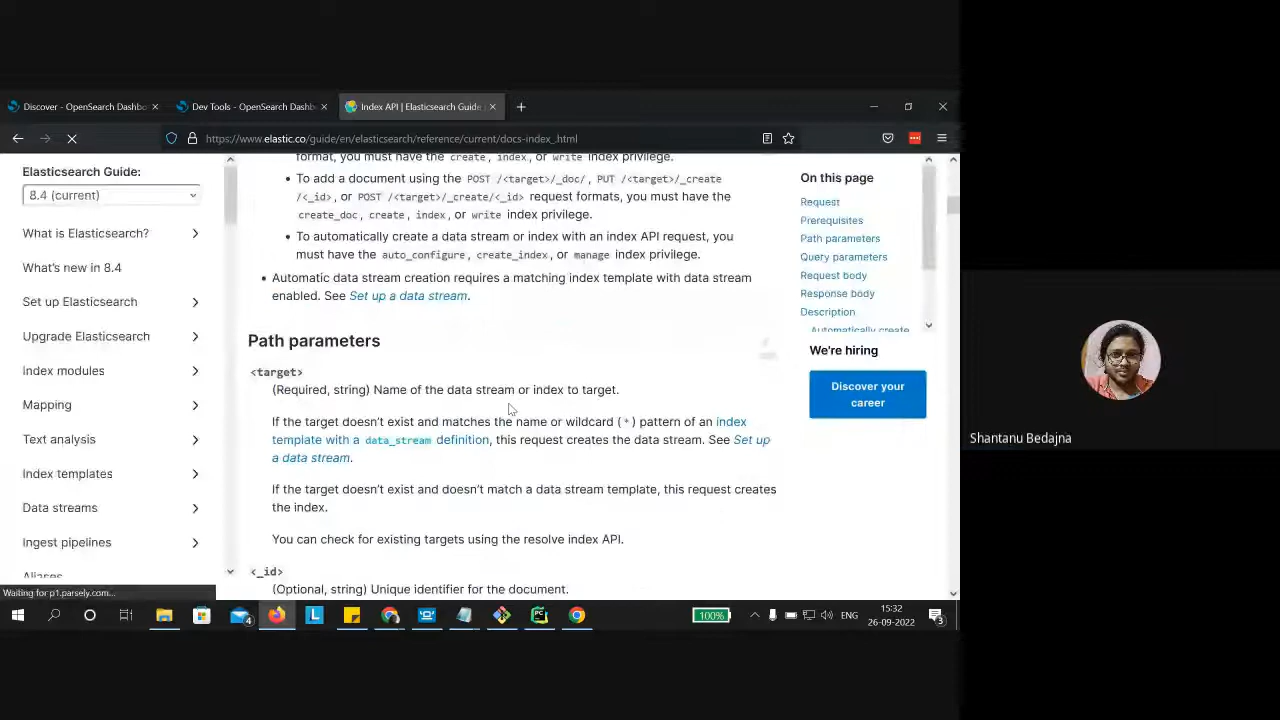 Discover - OpenSearch Dashbo
Dev Tools - OpenSearch Dashb
Index API | Elasticsearch Guide
https://www.elastic.co/guide/en/elasticsearch/reference/current/docs-index_.html
Elasticsearch Guide:
8.4 (current)
What is Elasticsearch?
What's new in 8.4
Set up Elasticsearch
Upgrade Elasticsearch
Index modules
Mapping
Text analysis
Index templates
Data streams
Ingest pipelines
Aliases
Waiting for p1.parsely.com...
format, you must have the create, index, or write index privilege.
• To add a document using the POST /<target>/_doc/, PUT /<target>/_create
/<_id>, or POST /<target>/_create/<_id> request formats, you must have the
create_doc, create, index, or write index privilege.
• To automatically create a data stream or index with an index API request, you
must have the auto_configure, create_index, or manage index privilege.
• Automatic data stream creation requires a matching index template with data stream
enabled. See Set up a data stream.
Path parameters
<target>
(Required, string) Name of the data stream or index to target.
If the target doesn't exist and matches the name or wildcard (*) pattern of an index
template with a data_stream definition, this request creates the data stream. See Set up
a data stream.
If the target doesn't exist and doesn't match a data stream template, this request creates
the index.
You can check for existing targets using the resolve index API.
<_id>
(Optional, string) Unique identifier for the document.
On this page
Request
Prerequisites
Path parameters
Query parameters
Request body
Response body
Description
Automatically create
We're hiring
Discover your
career
4
L
PC
100%
ENG
15:32
26-09-2022
3
Shantanu Bedajna